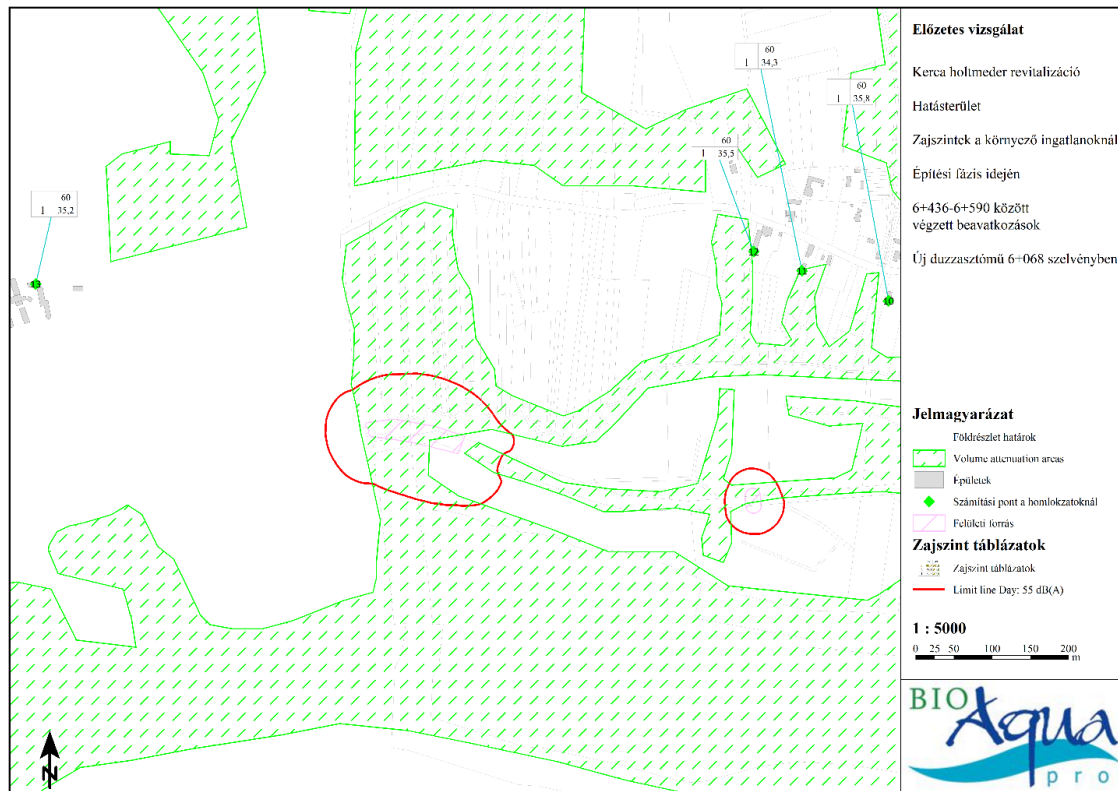 60
1 34,3
60
1 35,8
60
1 35,5
60
1 35,2
13
12
11
10
N
Előzetes vizsgálat
Kerca holtmeder revitalizáció
Hatásterület
Zajszintek a környező ingatlanoknál
Építési fázis idején
6+436-6+590 között
végzett beavatkozások
Új duzzasztómű 6+068 szelvényben
Jelmagyarázat
Földrészlet határok
Volume attenuation areas
Épületek
Számítási pont a homlokzatoknál
Felületi forrás
Zajszint táblázatok
Zajszint táblázatok
Limit line Day: 55 dB(A)
1 : 5000
0 25 50 100 150 200
m
BIO
Aqua
pro